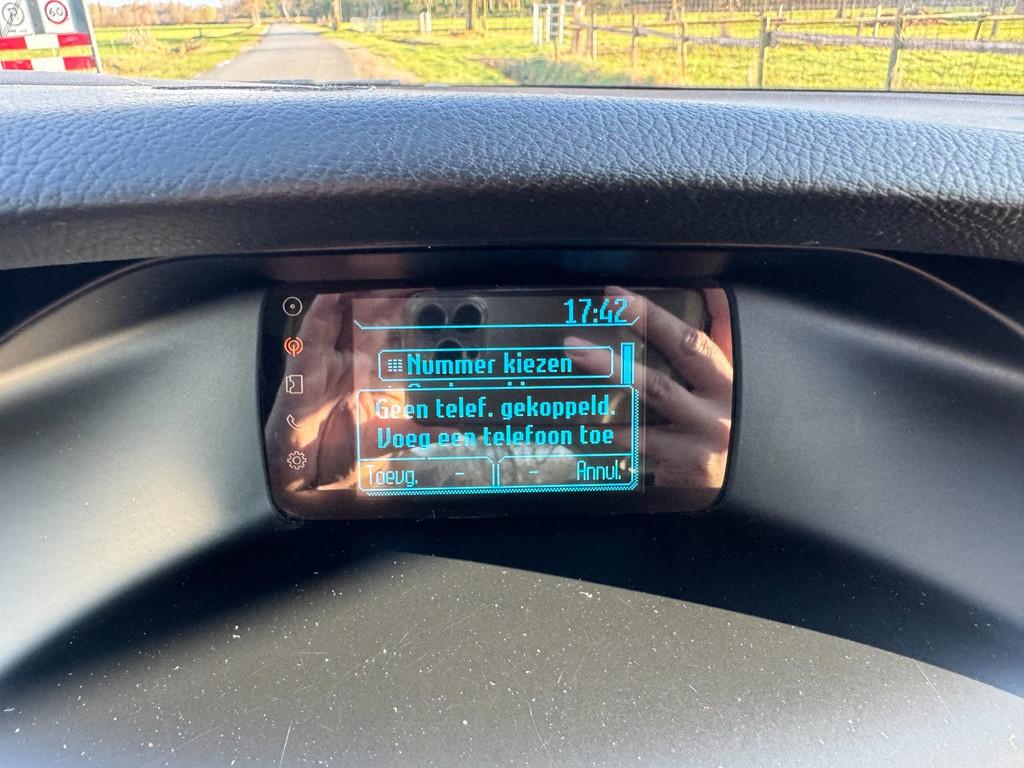 60
17:42
Nummer kiezen
Geen telef. gekoppeld.
Voeg een telefoon toe
Toevg. - - Annul.